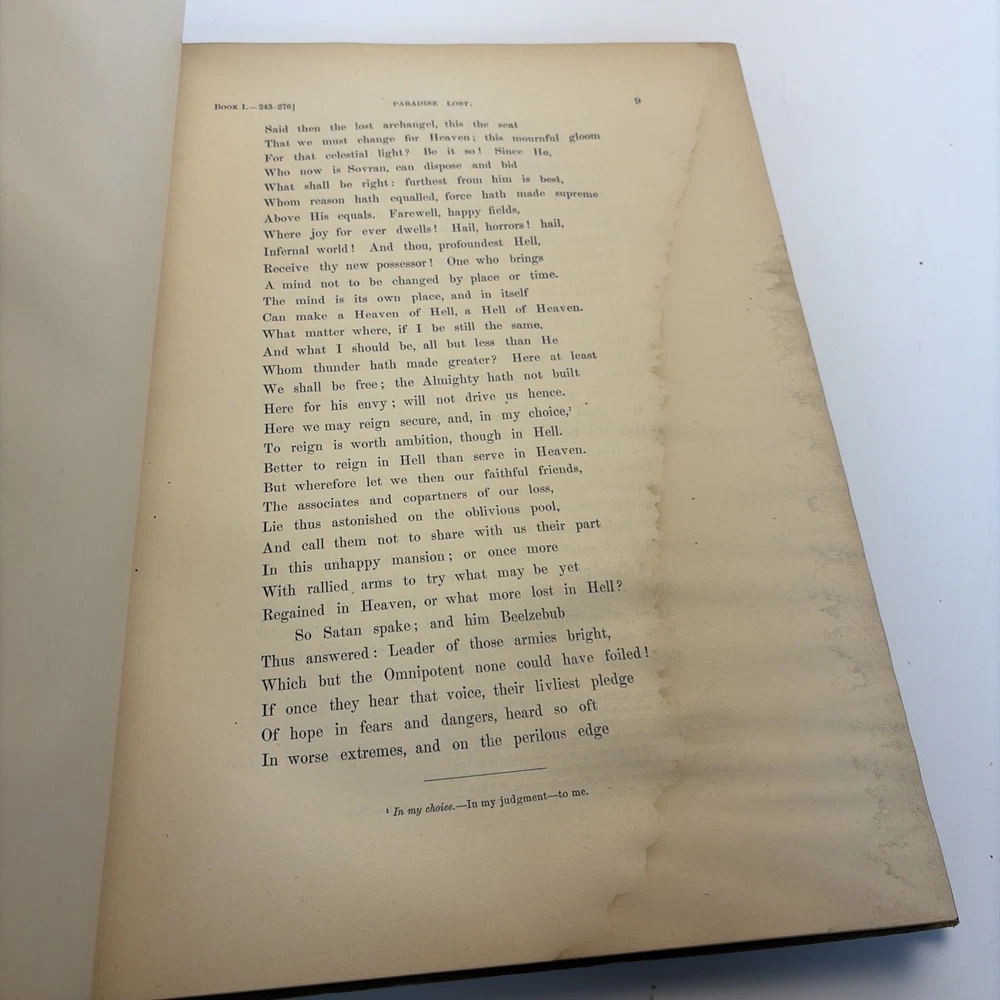 BOOK I.—243-276] PARADISE LOST. 9
Said then the lost archangel, this the seat
That we must change for Heaven; this mournful gloom
For that celestial light? Be it so! Since He,
Who now is Sovran, can dispose and bid
What shall be right: furthest from him is best,
Whom reason hath equalled, force hath made supreme
Above His equals. Farewell, happy fields,
Where joy for ever dwells! Hail, horrors! hail,
Infernal world! And thou, profoundest Hell,
Receive thy new possessor! One who brings
A mind not to be changed by place or time.
The mind is its own place, and in itself
Can make a Heaven of Hell, a Hell of Heaven.
What matter where, if I be still the same,
And what I should be, all but less than He
Whom thunder hath made greater? Here at least
We shall be free; the Almighty hath not built
Here for his envy; will not drive us hence.
Here we may reign secure, and, in my choice,¹
To reign is worth ambition, though in Hell.
Better to reign in Hell than serve in Heaven.
But wherefore let we then our faithful friends,
The associates and copartners of our loss,
Lie thus astonished on the oblivious pool,
And call them not to share with us their part
In this unhappy mansion; or once more
With rallied arms to try what may be yet
Regained in Heaven, or what more lost in Hell?
So Satan spake; and him Beelzebub
Thus answered: Leader of those armies bright,
Which but the Omnipotent none could have foiled!
If once they hear that voice, their livliest pledge
Of hope in fears and dangers, heard so oft
In worse extremes, and on the perilous edge
¹ In my choice.—In my judgment—to me.